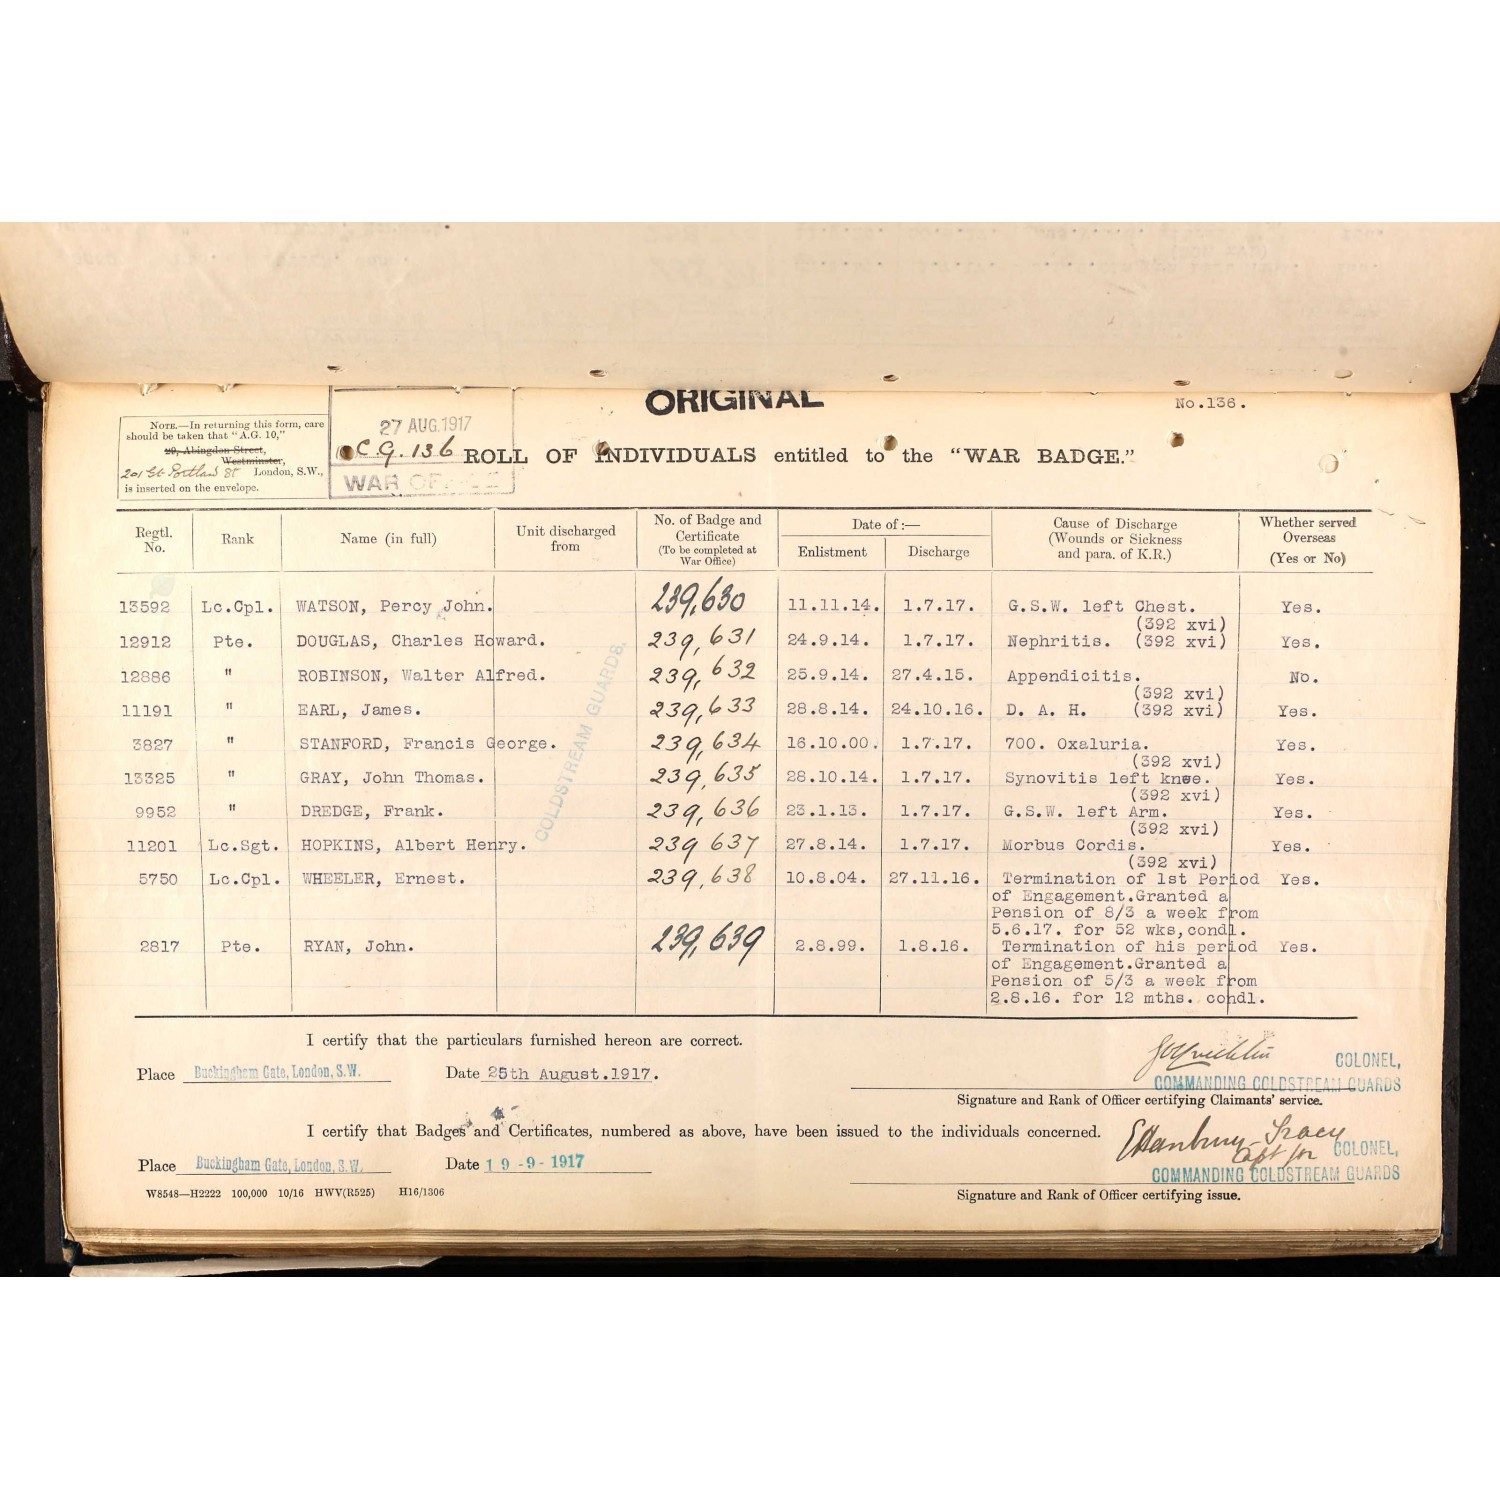 ORIGINAL
No.136.
NOTE.—In returning this form, care
should be taken that "A.G. 10,"
20, Abingdon Street,
Westminster,
201 Gt Portland St London, S.W.,
is inserted on the envelope.
27 AUG.1917
C.G. 136
WAR OFFICE
ROLL OF INDIVIDUALS entitled to the "WAR BADGE."
Regtl. No. Rank Name (in full) Unit discharged from No. of Badge and Certificate (To be completed at War Office) Date of :— Enlistment Discharge Cause of Discharge (Wounds or Sickness and para. of K.R.) Whether served Overseas (Yes or No)
13592 Lc.Cpl. WATSON, Percy John. 239,630 11.11.14. 1.7.17. G.S.W. left Chest. Yes.
(392 xvi)
12912 Pte. DOUGLAS, Charles Howard. 239,631 24.9.14. 1.7.17. Nephritis. (392 xvi) Yes.
12886 " ROBINSON, Walter Alfred. 239,632 25.9.14. 27.4.15. Appendicitis. No.
(392 xvi)
11191 " EARL, James. 239,633 28.8.14. 24.10.16. D. A. H. (392 xvi) Yes.
3827 " STANFORD, Francis George. 239,634 16.10.00. 1.7.17. 700. Oxaluria. Yes.
(392 xvi)
13325 " GRAY, John Thomas. 239,635 28.10.14. 1.7.17. Synovitis left knee. Yes.
(392 xvi)
9952 " DREDGE, Frank. 239,636 23.1.13. 1.7.17. G.S.W. left Arm. Yes.
(392 xvi)
11201 Lc.Sgt. HOPKINS, Albert Henry. 239 637 27.8.14. 1.7.17. Morbus Cordis. Yes.
(392 xvi)
5750 Lc.Cpl. WHEELER, Ernest. 239,638 10.8.04. 27.11.16. Termination of 1st Period Yes.
of Engagement.Granted a
Pension of 8/3 a week from
5.6.17. for 52 wks,condl.
2817 Pte. RYAN, John. 239,639 2.8.99. 1.8.16. Termination of his period Yes.
of Engagement.Granted a
Pension of 5/3 a week from
2.8.16. for 12 mths. condl.
COLDSTREAM GUARDS.
I certify that the particulars furnished hereon are correct.
Place Buckingham Gate, London, S.W. Date 25th August.1917.
COLONEL,
COMMANDING COLDSTREAM GUARDS
Signature and Rank of Officer certifying Claimants' service.
I certify that Badges and Certificates, numbered as above, have been issued to the individuals concerned.
EHanbury-Tracy
Capt for COLONEL,
Place Buckingham Gate, London, S.W. Date 19-9-1917
COMMANDING COLDSTREAM GUARDS
Signature and Rank of Officer certifying issue.
W8548—H2222 100,000 10/16 HWV(R525) H16/1306